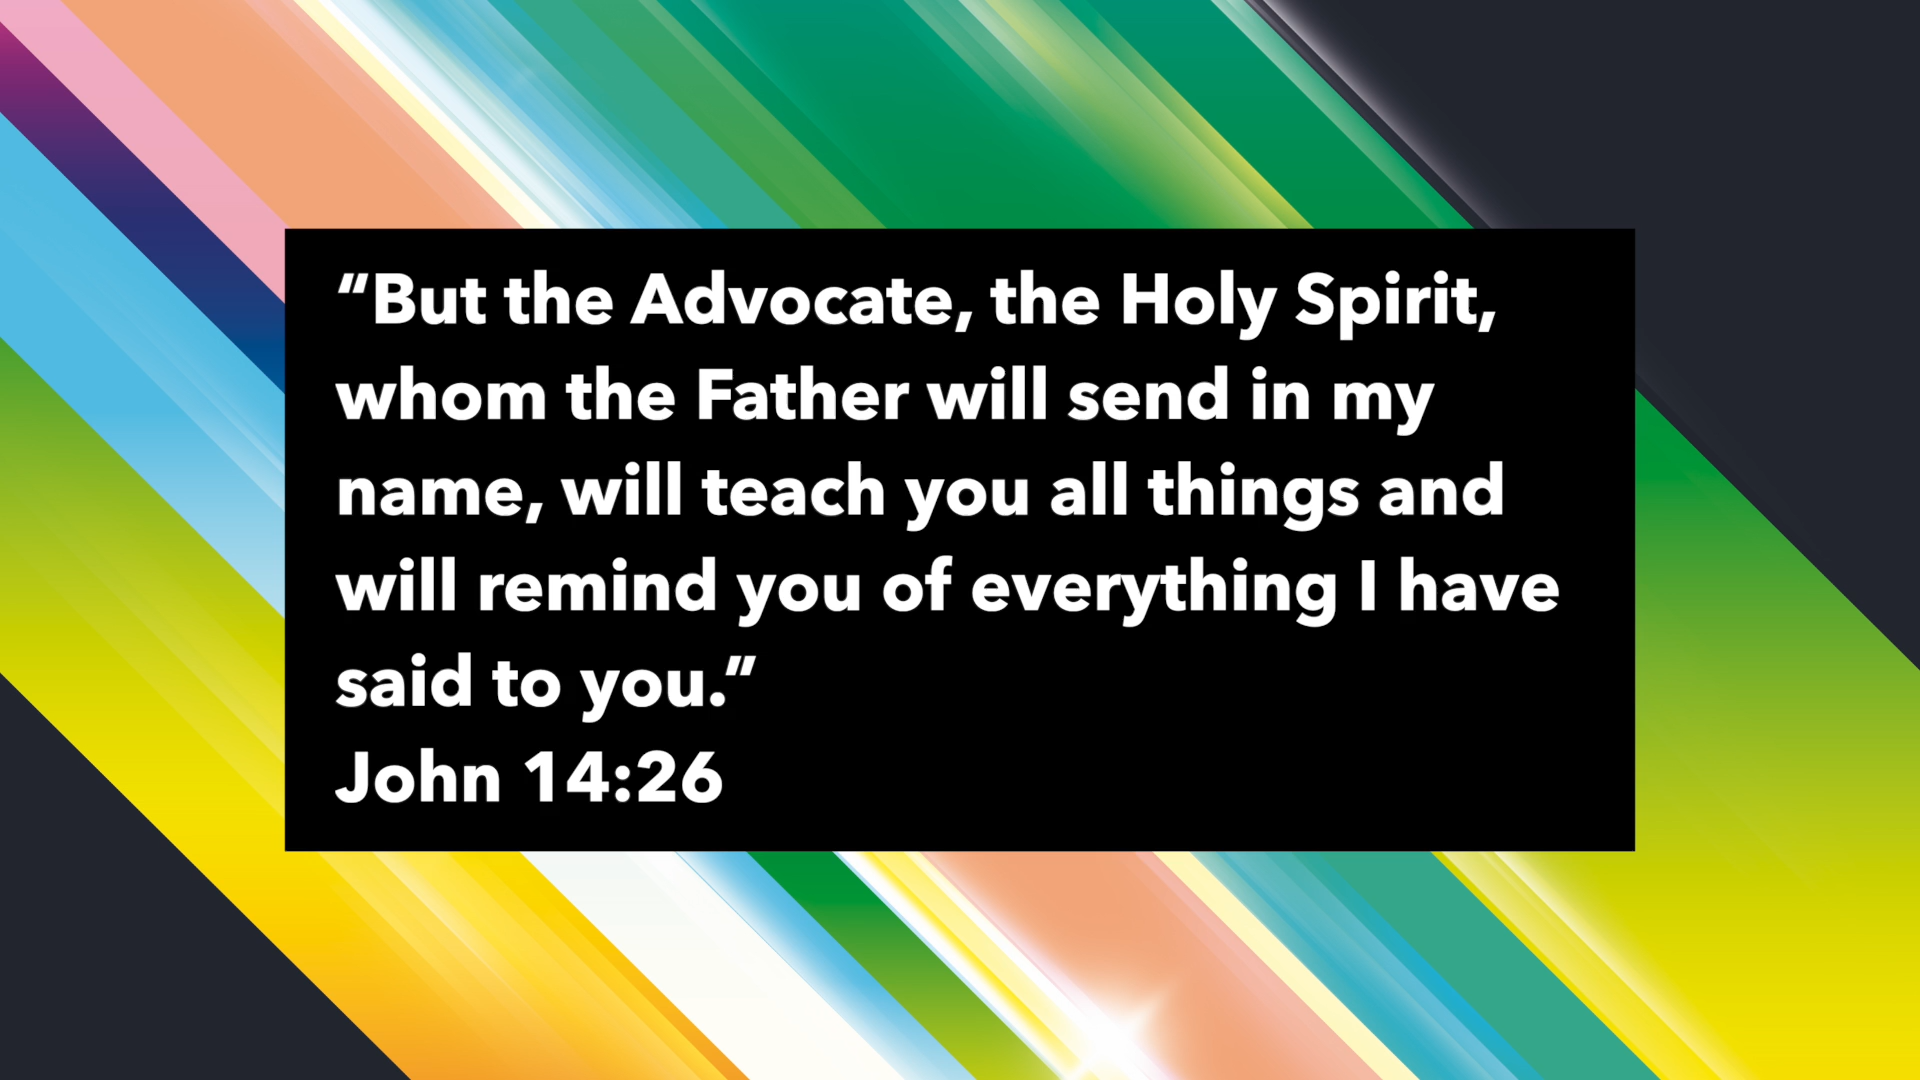 “But the Advocate, the Holy Spirit,
whom the Father will send in my
name, will teach you all things and
will remind you of everything I have
said to you.”
John 14:26